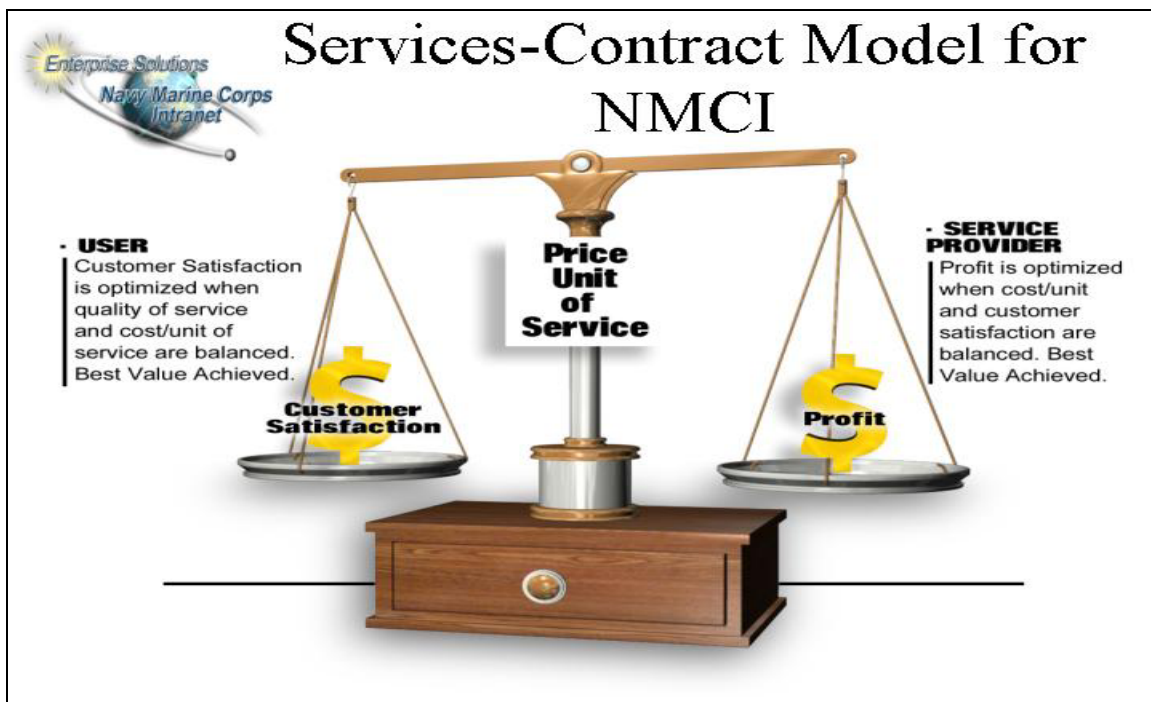 Services-Contract Model for
NMCI
Enterprise Solutions
Navy Marine Corps
Intranet
· USER
Customer Satisfaction
is optimized when
quality of service
and cost/unit of
service are balanced.
Best Value Achieved.
Price
Unit
of
Service
· SERVICE
PROVIDER
Profit is optimized
when cost/unit
and customer
satisfaction are
balanced. Best
Value Achieved.
$
Customer
Satisfaction
$
Profit